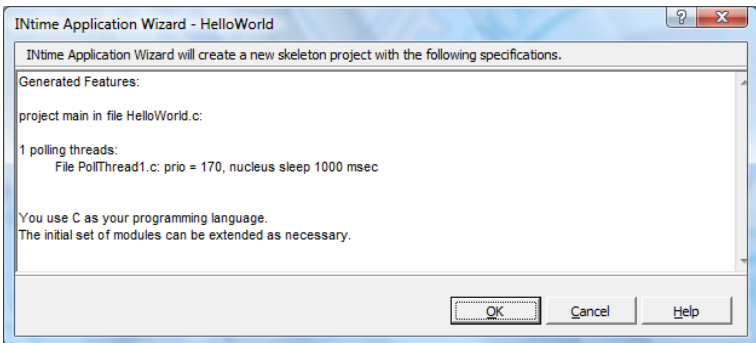 INtime Application Wizard - HelloWorld
INtime Application Wizard will create a new skeleton project with the following specifications.
Generated Features:
project main in file HelloWorld.c:
1 polling threads:
File PollThread1.c: prio = 170, nucleus sleep 1000 msec
You use C as your programming language.
The initial set of modules can be extended as necessary.
OK Cancel Help